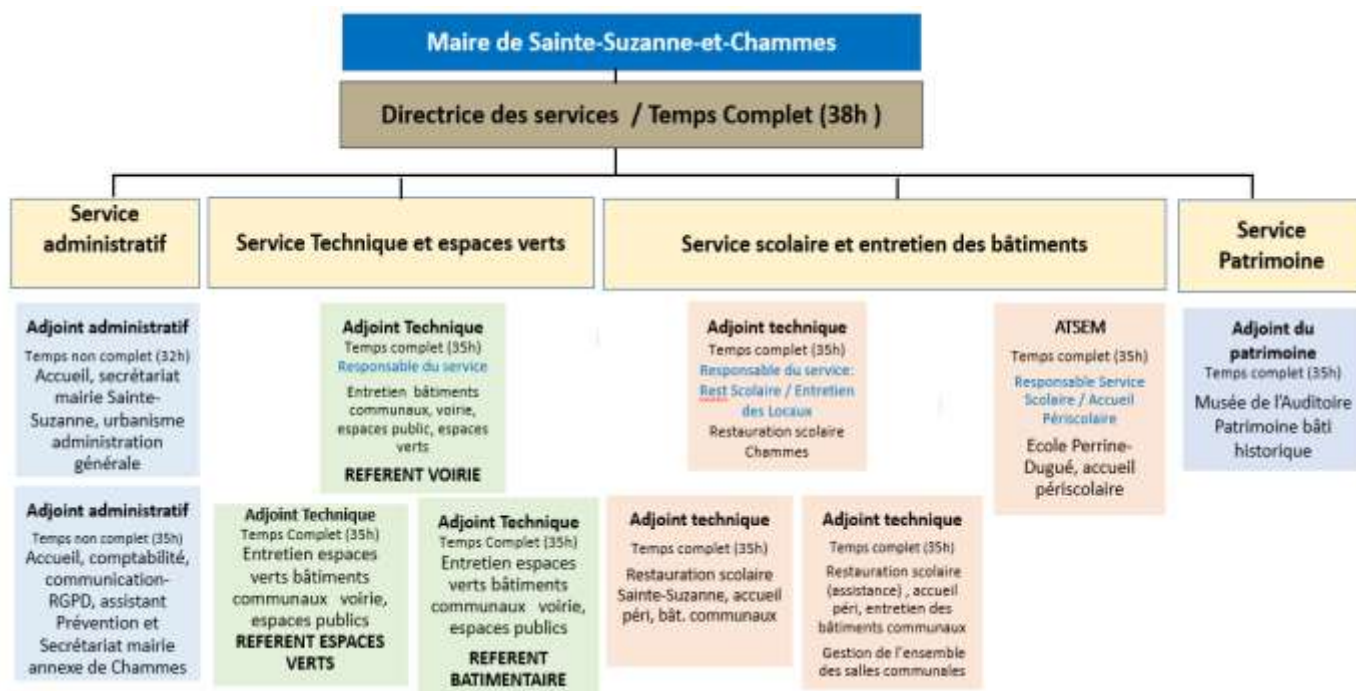 Maire de Sainte-Suzanne-et-Chammes
Directrice des services / Temps Complet (38h )
Service
administratif
Service Technique et espaces verts
Service scolaire et entretien des bâtiments
Service
Patrimoine
Adjoint administratif
Temps non complet (32h)
Accueil, secrétariat
mairie Sainte-
Suzanne, urbanisme
administration
générale
Adjoint administratif
Temps non complet (35h)
Accueil, comptabilité,
communication-
RGPD, assistant
Prévention et
Secrétariat mairie
annexe de Chammes
Adjoint Technique
Temps complet (35h)
Responsable du service
Entretien bâtiments
communaux, voirie,
espaces public, espaces
verts
REFERENT VOIRIE
Adjoint Technique
Temps Complet (35h)
Entretien espaces
verts bâtiments
communaux voirie,
espaces publics
REFERENT ESPACES
VERTS
Adjoint Technique
Temps Complet (35h)
Entretien espaces
verts bâtiments
communaux voirie,
espaces publics
REFERENT
BATIMENTAIRE
Adjoint technique
Temps complet (35h)
Responsable du service:
Rest Scolaire / Entretien
des Locaux
Restauration scolaire
Chammes
Adjoint technique
Temps complet (35h)
Restauration scolaire
Sainte-Suzanne, accueil
péri, bât. communaux
Adjoint technique
Temps complet (35h)
Restauration scolaire
(assistance) , accueil
péri, entretien des
bâtiments communaux
Gestion de l'ensemble
des salles communales
ATSEM
Temps complet (35h)
Responsable Service
Scolaire / Accueil
Périscolaire
Ecole Perrine-
Dugué, accueil
périscolaire
Adjoint du
patrimoine
Temps complet (35h)
Musée de l'Auditoire
Patrimoine bâti
historique